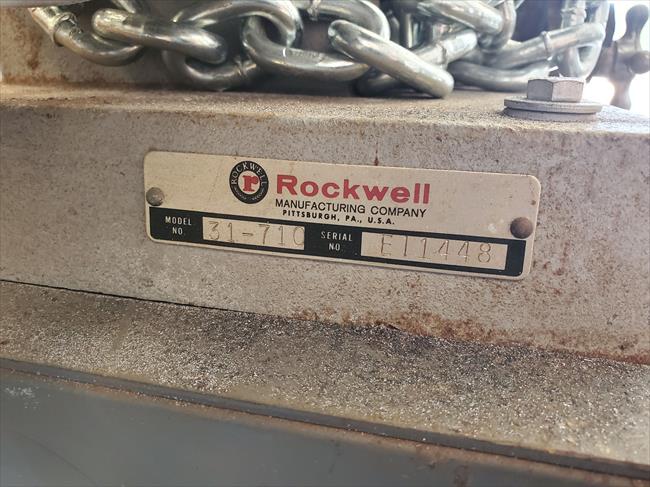 ROCKWELL
r Rockwell
MANUFACTURING COMPANY
PITTSBURGH, PA., U.S.A.
MODEL NO. 31-710 SERIAL NO. E11448